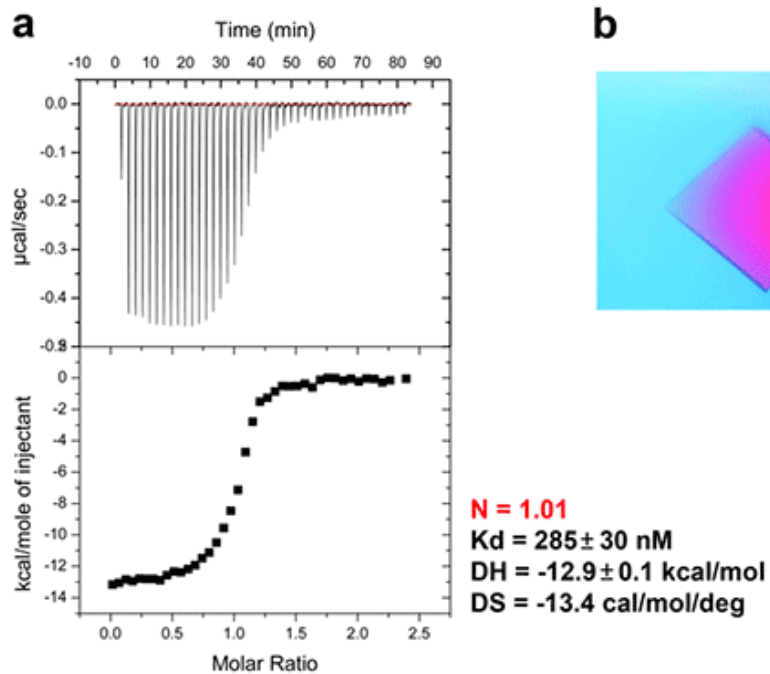 a
b
Time (min)
-10 0 10 20 30 40 50 60 70 80 90
0.0
-0.1
-0.2
-0.3
-0.4
µcal/sec
0
-2
-4
-6
-8
-10
-12
-14
kcal/mole of injectant
0.0 0.5 1.0 1.5 2.0 2.5
Molar Ratio
N = 1.01
Kd = 285± 30 nM
DH = -12.9± 0.1 kcal/mol
DS = -13.4 cal/mol/deg